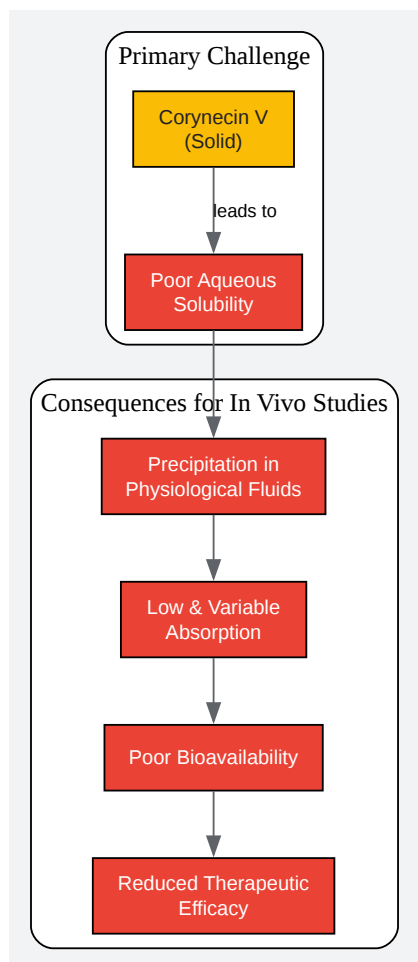 Primary Challenge
Corynecin V
(Solid)
leads to
Poor Aqueous
Solubility
Consequences for In Vivo Studies
Precipitation in
Physiological Fluids
Low & Variable
Absorption
Poor Bioavailability
Reduced Therapeutic
Efficacy